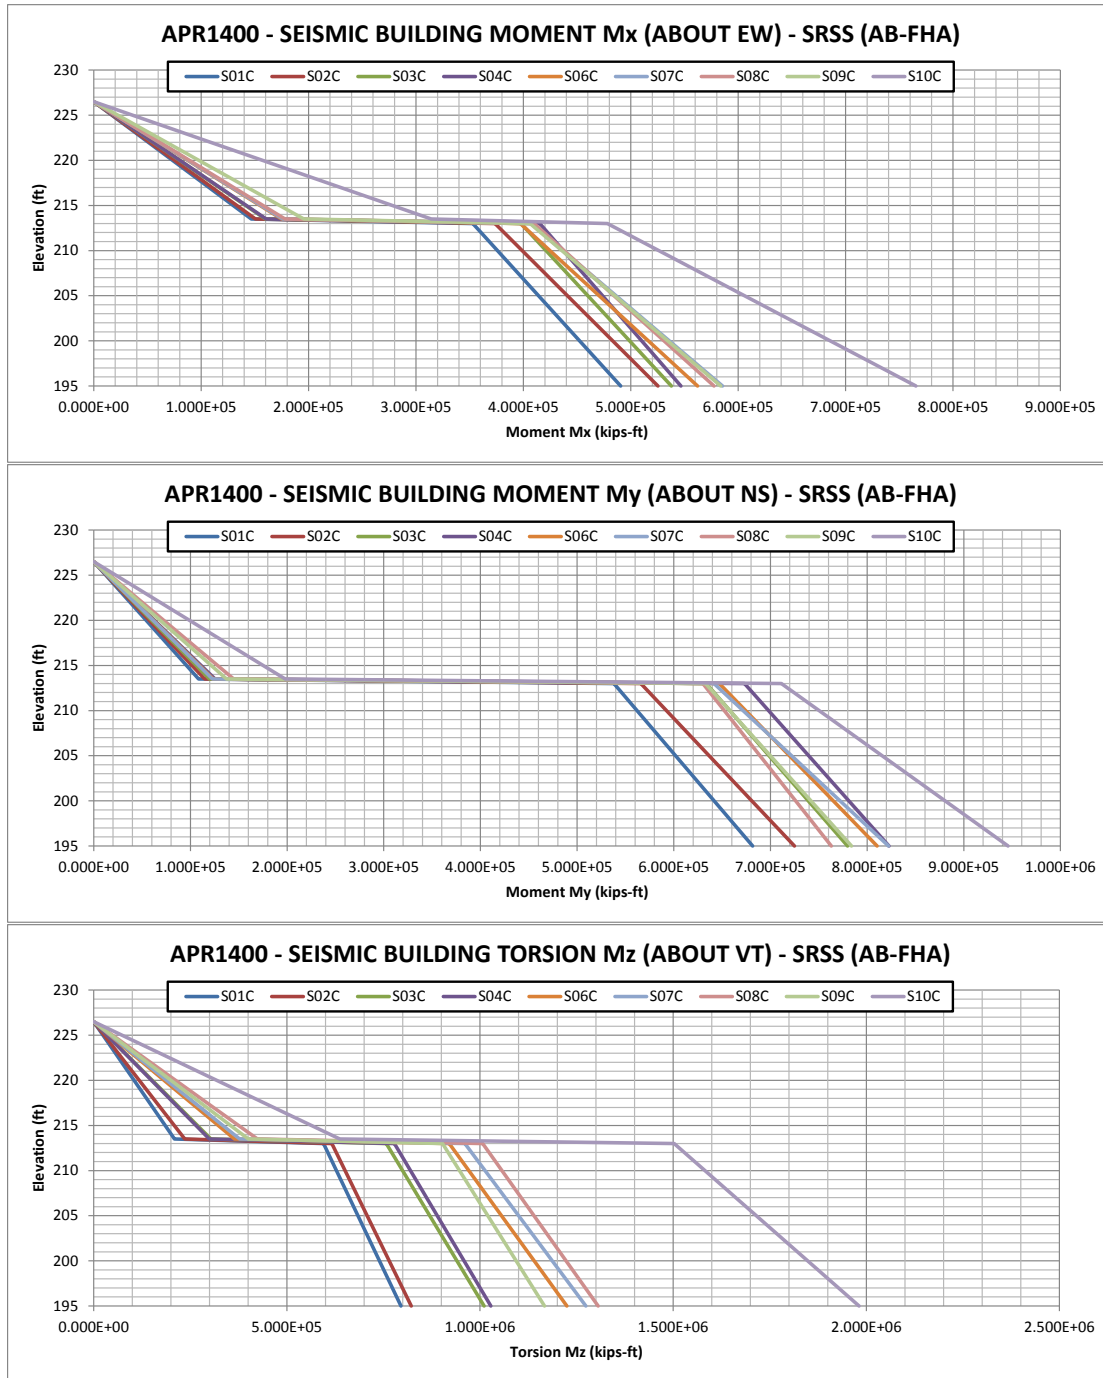 APR1400 - SEISMIC BUILDING MOMENT Mx (ABOUT EW) - SRSS (AB-FHA)
S01C S02C S03C S04C S06C S07C S08C S09C S10C
Elevation (ft)
230
225
220
215
210
205
200
195
0.000E+00 1.000E+05 2.000E+05 3.000E+05 4.000E+05 5.000E+05 6.000E+05 7.000E+05 8.000E+05 9.000E+05
Moment Mx (kips-ft)
APR1400 - SEISMIC BUILDING MOMENT My (ABOUT NS) - SRSS (AB-FHA)
S01C S02C S03C S04C S06C S07C S08C S09C S10C
Elevation (ft)
230
225
220
215
210
205
200
195
0.000E+00 1.000E+05 2.000E+05 3.000E+05 4.000E+05 5.000E+05 6.000E+05 7.000E+05 8.000E+05 9.000E+05 1.000E+06
Moment My (kips-ft)
APR1400 - SEISMIC BUILDING TORSION Mz (ABOUT VT) - SRSS (AB-FHA)
S01C S02C S03C S04C S06C S07C S08C S09C S10C
Elevation (ft)
230
225
220
215
210
205
200
195
0.000E+00 5.000E+05 1.000E+06 1.500E+06 2.000E+06 2.500E+06
Torsion Mz (kips-ft)